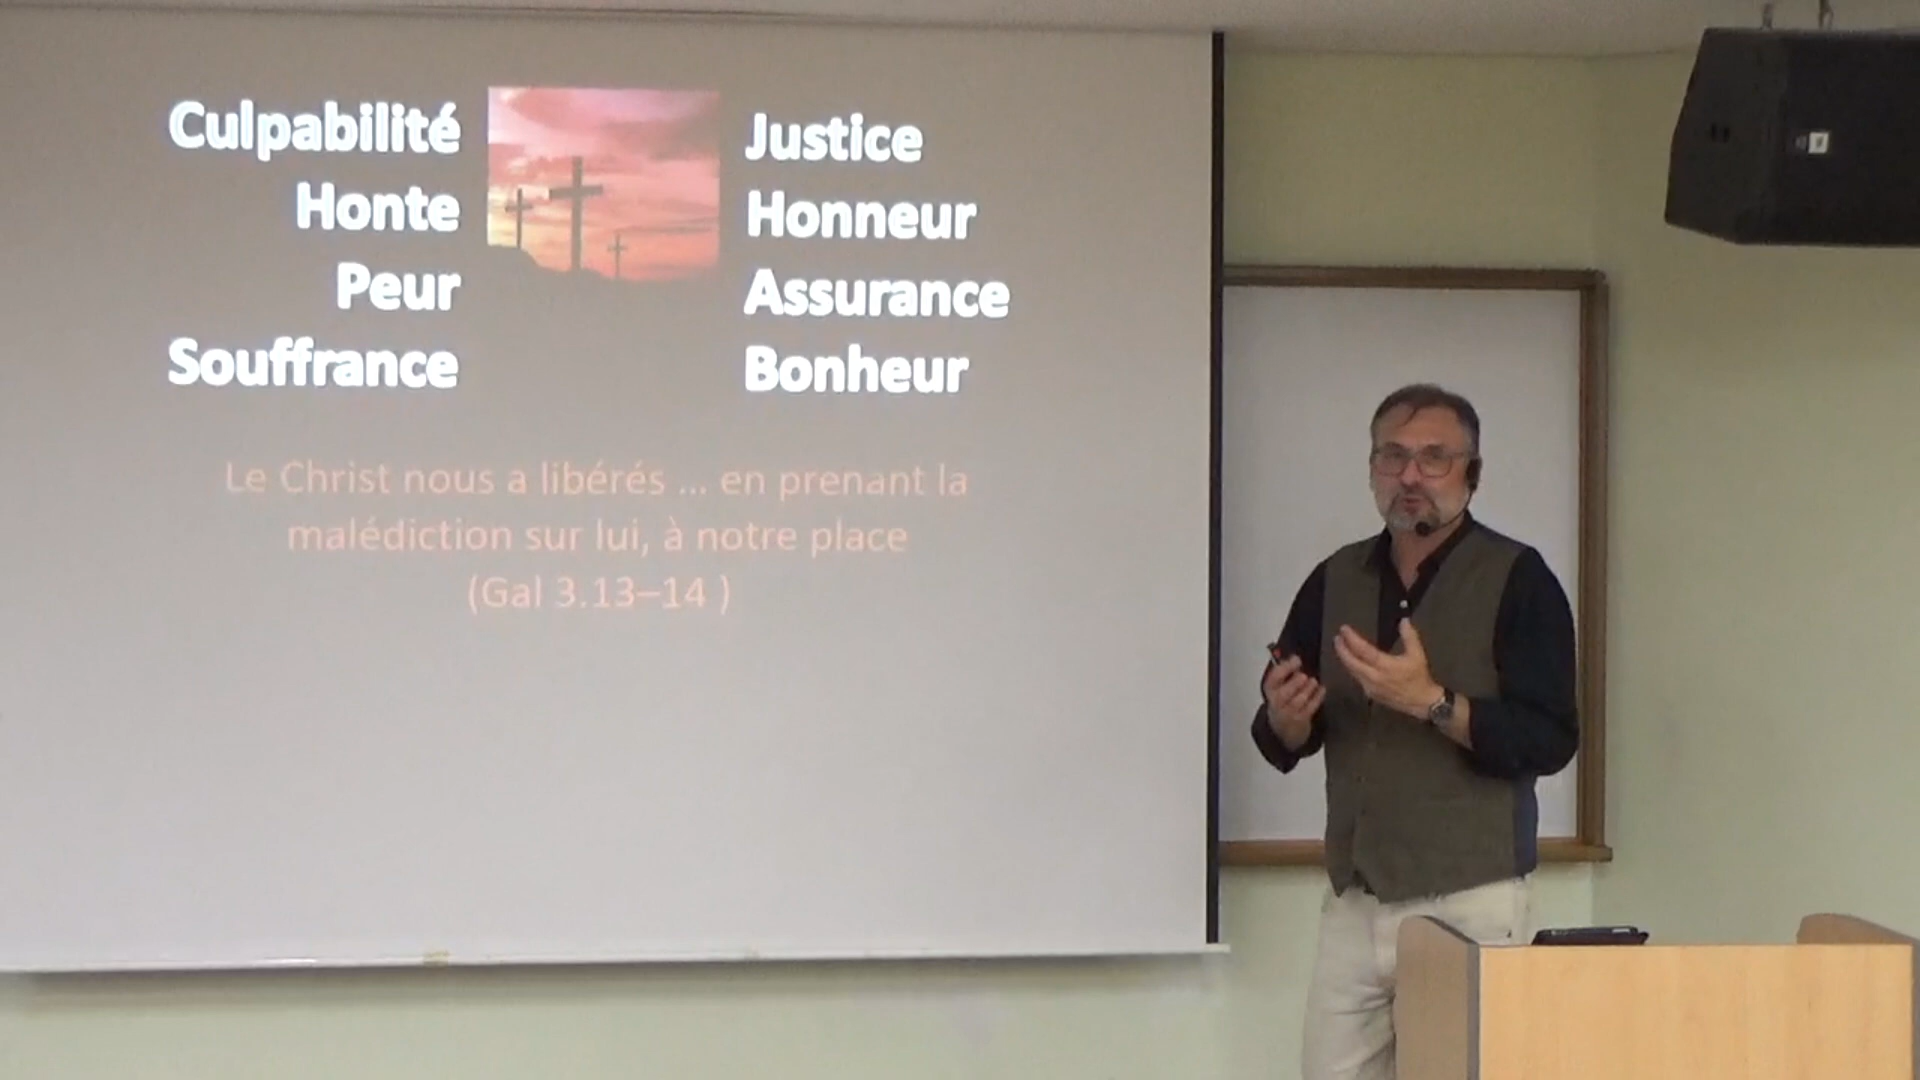 Culpabilité
Honte
Peur
Souffrance
Justice
Honneur
Assurance
Bonheur
Le Christ nous a libérés ... en prenant la
malédiction sur lui, à notre place
(Gal 3.13–14 )